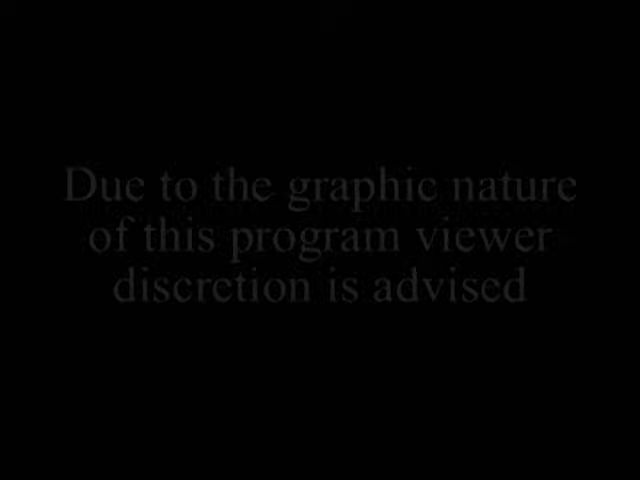 Due to the graphic nature
of this program viewer
discretion is advised